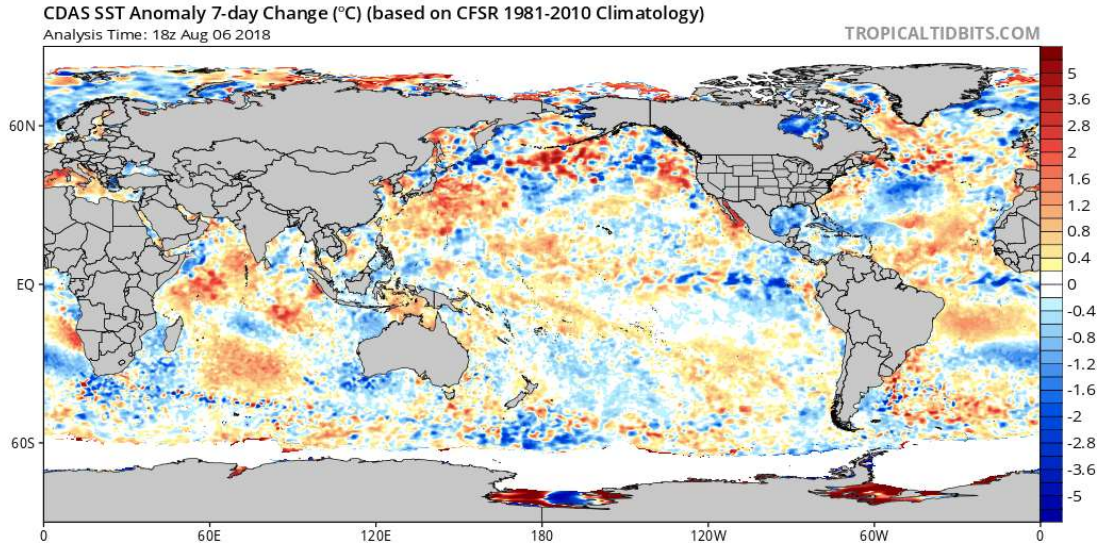 CDAS SST Anomaly 7-day Change (°C) (based on CFSR 1981-2010 Climatology)
Analysis Time: 18z Aug 06 2018
TROPICALTIDBITS.COM
60N
EQ
60S
0
60E
120E
180
120W
60W
0
5
3.6
2.8
2
1.6
1.2
0.8
0.4
0
-0.4
-0.8
-1.2
-1.6
-2
-2.8
-3.6
-5